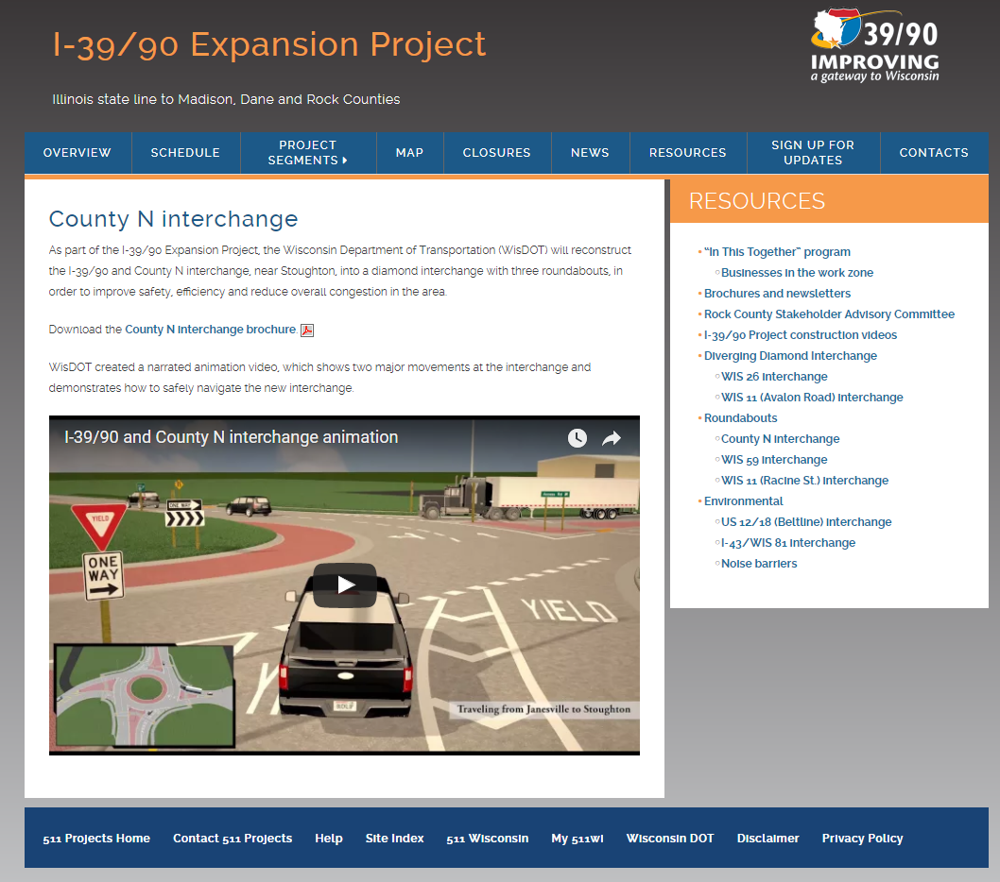 I-39/90 Expansion Project
39/90
IMPROVING
a gateway to Wisconsin
Illinois state line to Madison, Dane and Rock Counties
OVERVIEW
SCHEDULE
PROJECT
SEGMENTS
MAP
CLOSURES
NEWS
RESOURCES
SIGN UP FOR
UPDATES
CONTACTS
County N interchange
As part of the I-39/90 Expansion Project, the Wisconsin Department of Transportation (WisDOT) will reconstruct
the I-39/90 and County N interchange, near Stoughton, into a diamond interchange with three roundabouts, in
order to improve safety, efficiency and reduce overall congestion in the area.
Download the County N interchange brochure.
WisDOT created a narrated animation video, which shows two major movements at the interchange and
demonstrates how to safely navigate the new interchange.
I-39/90 and County N interchange animation
YIELD
ONE WAY
ONE
WAY
YIELD
Traveling from Janesville to Stoughton
RESOURCES
"In This Together" program
Businesses in the work zone
Brochures and newsletters
Rock County Stakeholder Advisory Committee
I-39/90 Project construction videos
Diverging Diamond Interchange
WIS 26 interchange
WIS 11 (Avalon Road) interchange
Roundabouts
County N interchange
WIS 59 interchange
WIS 11 (Racine St.) interchange
Environmental
US 12/18 (Beltline) interchange
I-43/WIS 81 interchange
Noise barriers
511 Projects Home
Contact 511 Projects
Help
Site Index
511 Wisconsin
My 511wi
Wisconsin DOT
Disclaimer
Privacy Policy